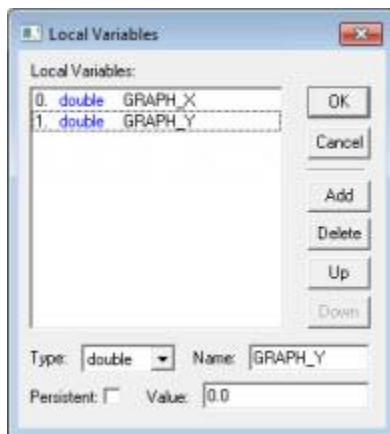 Local Variables
Local Variables:
0. double GRAPH_X
1. double GRAPH_Y
OK
Cancel
Add
Delete
Up
Down
Type: double Name: GRAPH_Y
Persistent: Value: 0.0